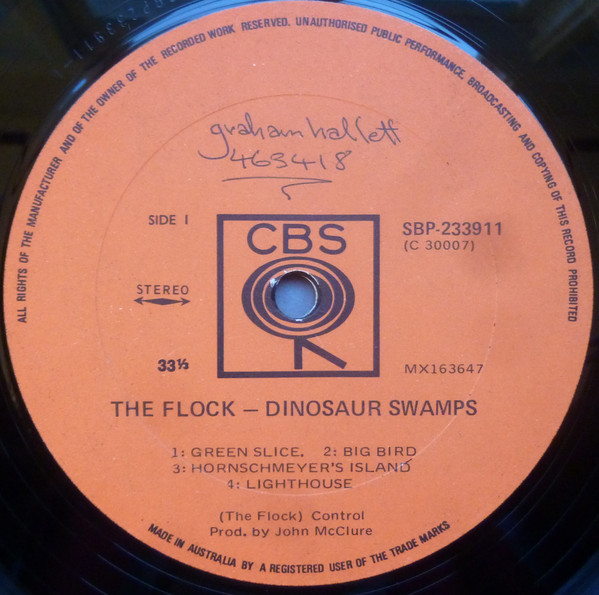 ALL RIGHTS OF THE MANUFACTURER AND OF THE OWNER OF THE RECORDED WORK RESERVED. UNAUTHORISED PUBLIC PERFORMANCE, BROADCASTING AND COPYING OF THIS RECORD PROHIBITED
graham hallett
463418
SIDE I
CBS
SBP-233911
(C 30007)
STEREO
33⅓
MX163647
THE FLOCK — DINOSAUR SWAMPS
1: GREEN SLICE. 2: BIG BIRD
3: HORNSCHMEYER'S ISLAND
4: LIGHTHOUSE
(The Flock) Control
Prod. by John McClure
MADE IN AUSTRALIA BY A REGISTERED USER OF THE TRADE MARKS